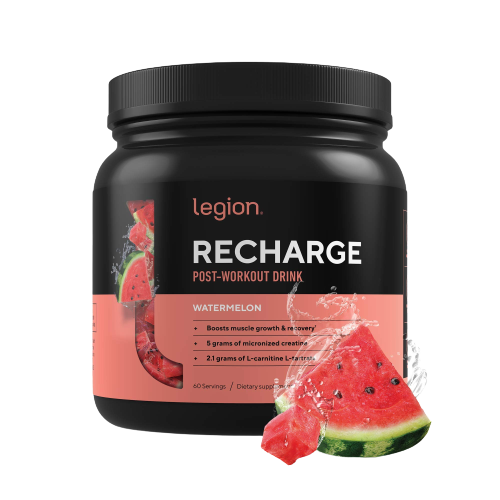 legion.
RECHARGE
POST-WORKOUT DRINK
WATERMELON
+ Boosts muscle growth & recovery†
+ 5 grams of micronized creatine
+ 2.1 grams of L-carnitine
60 Servings / Dietary